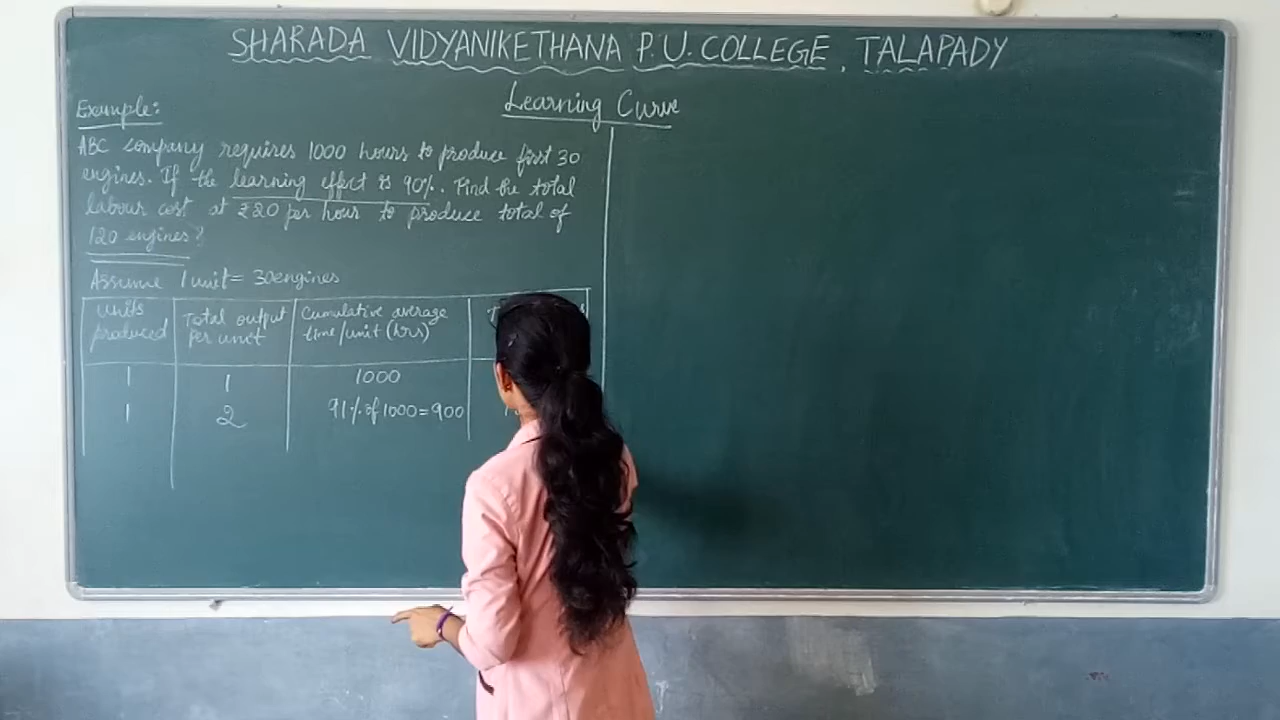 SHARADA VIDYANIKETHANA P.U. COLLEGE, TALAPADY
Learning Curve
Example:
ABC company requires 1000 hours to produce first 30
engines. If the learning effect is 90%. Find the total
labour cost at ₹20 per hour to produce total of
120 engines?
Assume 1 unit = 30 engines
units produced
Total output per unit
Cumulative average time/unit (hrs)
1 1 1000
1 2 91% of 1000 = 900